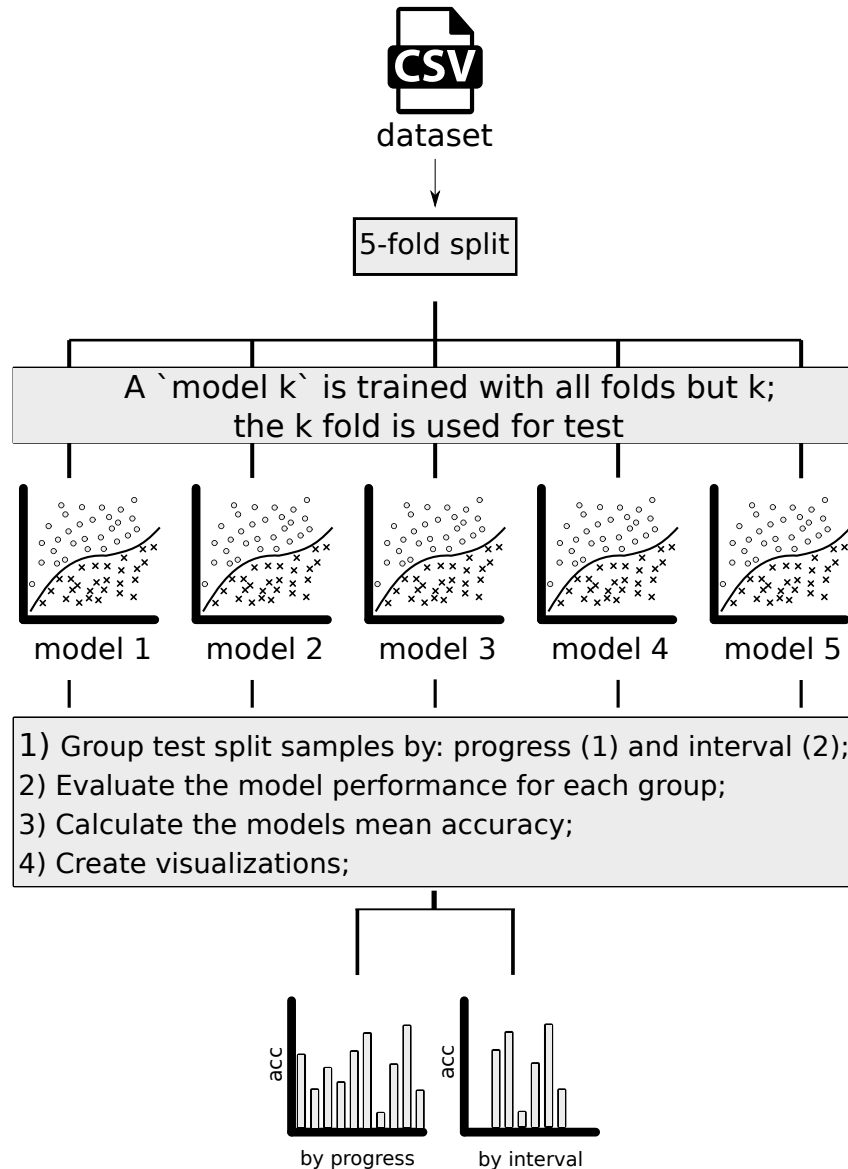 CSV
dataset
5-fold split
A `model k` is trained with all folds but k;
the k fold is used for test
model 1
model 2
model 3
model 4
model 5
1) Group test split samples by: progress (1) and interval (2);
2) Evaluate the model performance for each group;
3) Calculate the models mean accuracy;
4) Create visualizations;
acc
by progress
acc
by interval